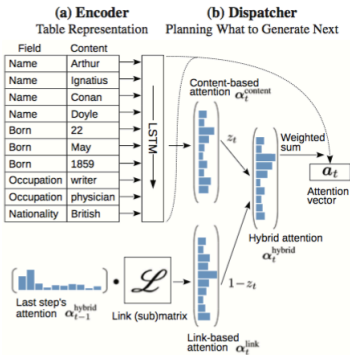 (a) Encoder
Table Representation
(b) Dispatcher
Planning What to Generate Next
Field Content
Name Arthur
Name Ignatius
Name Conan
Name Doyle
Born 22
Born May
Born 1859
Occupation writer
Occupation physician
Nationality British
LSTM
Content-based
attention α_t^content
z_t
Weighted
sum
a_t
Attention
vector
Hybrid attention
α_t^hybrid
1−z_t
Last step's
attention α_{t−1}^hybrid
ℒ
Link (sub)matrix
Link-based
attention α_t^link